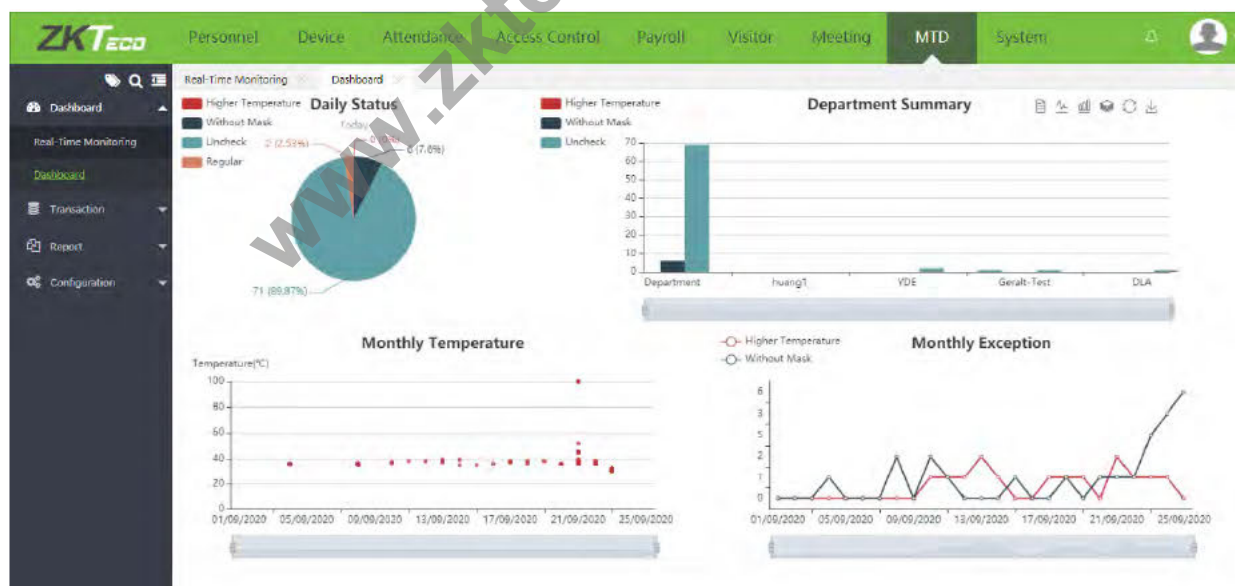 ZKTeco
Personnel Device Attendance Access Control Payroll Visitor Meeting MTD System
www.zkte
Real-Time Monitoring Dashboard
Dashboard
Real-Time Monitoring
Dashboard
Transaction
Report
Configuration
Daily Status
Today
Higher Temperature
Without Mask
Uncheck
Regular
2 (2.53%)
0 (0%)
6 (7.6%)
71 (89.87%)
Higher Temperature
Without Mask
Uncheck
Department Summary
70
60
50
40
30
20
10
0
Department huang1 YDE Geralt-Test DLA
Monthly Temperature
Temperature(°C)
100
80
60
40
20
0
01/09/2020 05/09/2020 09/09/2020 13/09/2020 17/09/2020 21/09/2020 25/09/2020
Higher Temperature
Without Mask
Monthly Exception
6
3
5
2
1
0
01/09/2020 05/09/2020 09/09/2020 13/09/2020 17/09/2020 21/09/2020 25/09/2020